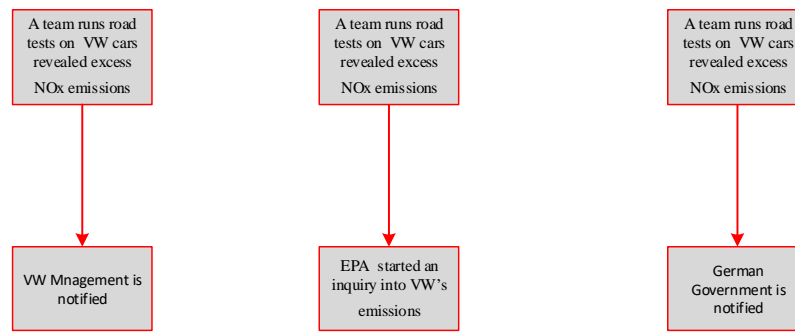 A team runs road
tests on VW cars
revealed excess
NOx emissions
A team runs road
tests on VW cars
revealed excess
NOx emissions
A team runs road
tests on VW cars
revealed excess
NOx emissions
VW Mnagement is
notified
EPA started an
inquiry into VW's
emissions
German
Government is
notified